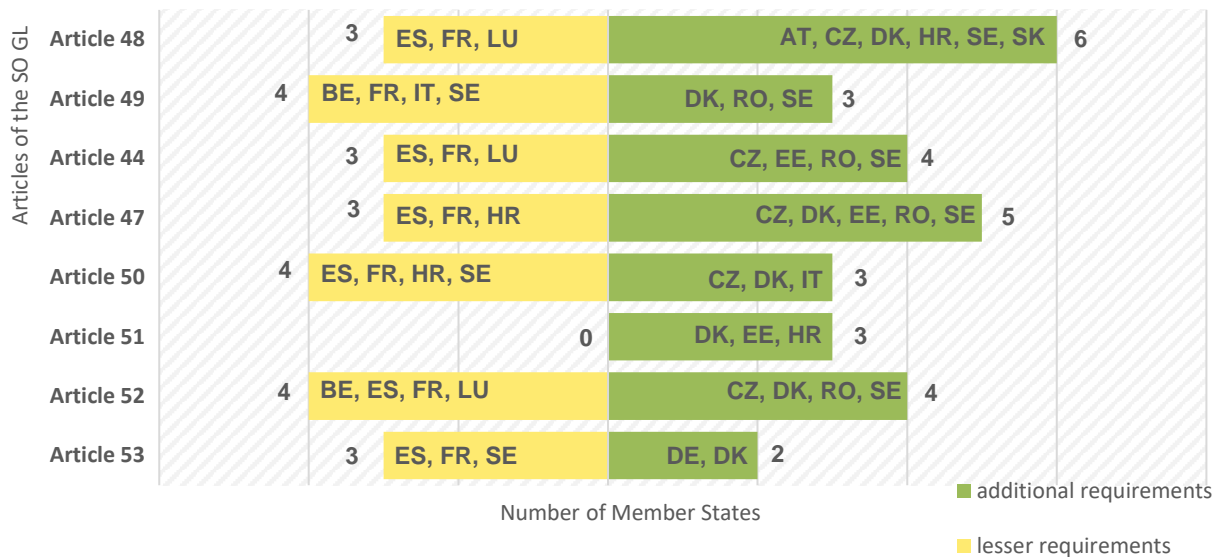 Articles of the SO GL
Article 48
3
ES, FR, LU
AT, CZ, DK, HR, SE, SK
6
Article 49
4
BE, FR, IT, SE
DK, RO, SE
3
Article 44
3
ES, FR, LU
CZ, EE, RO, SE
4
Article 47
3
ES, FR, HR
CZ, DK, EE, RO, SE
5
Article 50
4
ES, FR, HR, SE
CZ, DK, IT
3
Article 51
0
DK, EE, HR
3
Article 52
4
BE, ES, FR, LU
CZ, DK, RO, SE
4
Article 53
3
ES, FR, SE
DE, DK
2
Number of Member States
additional requirements
lesser requirements